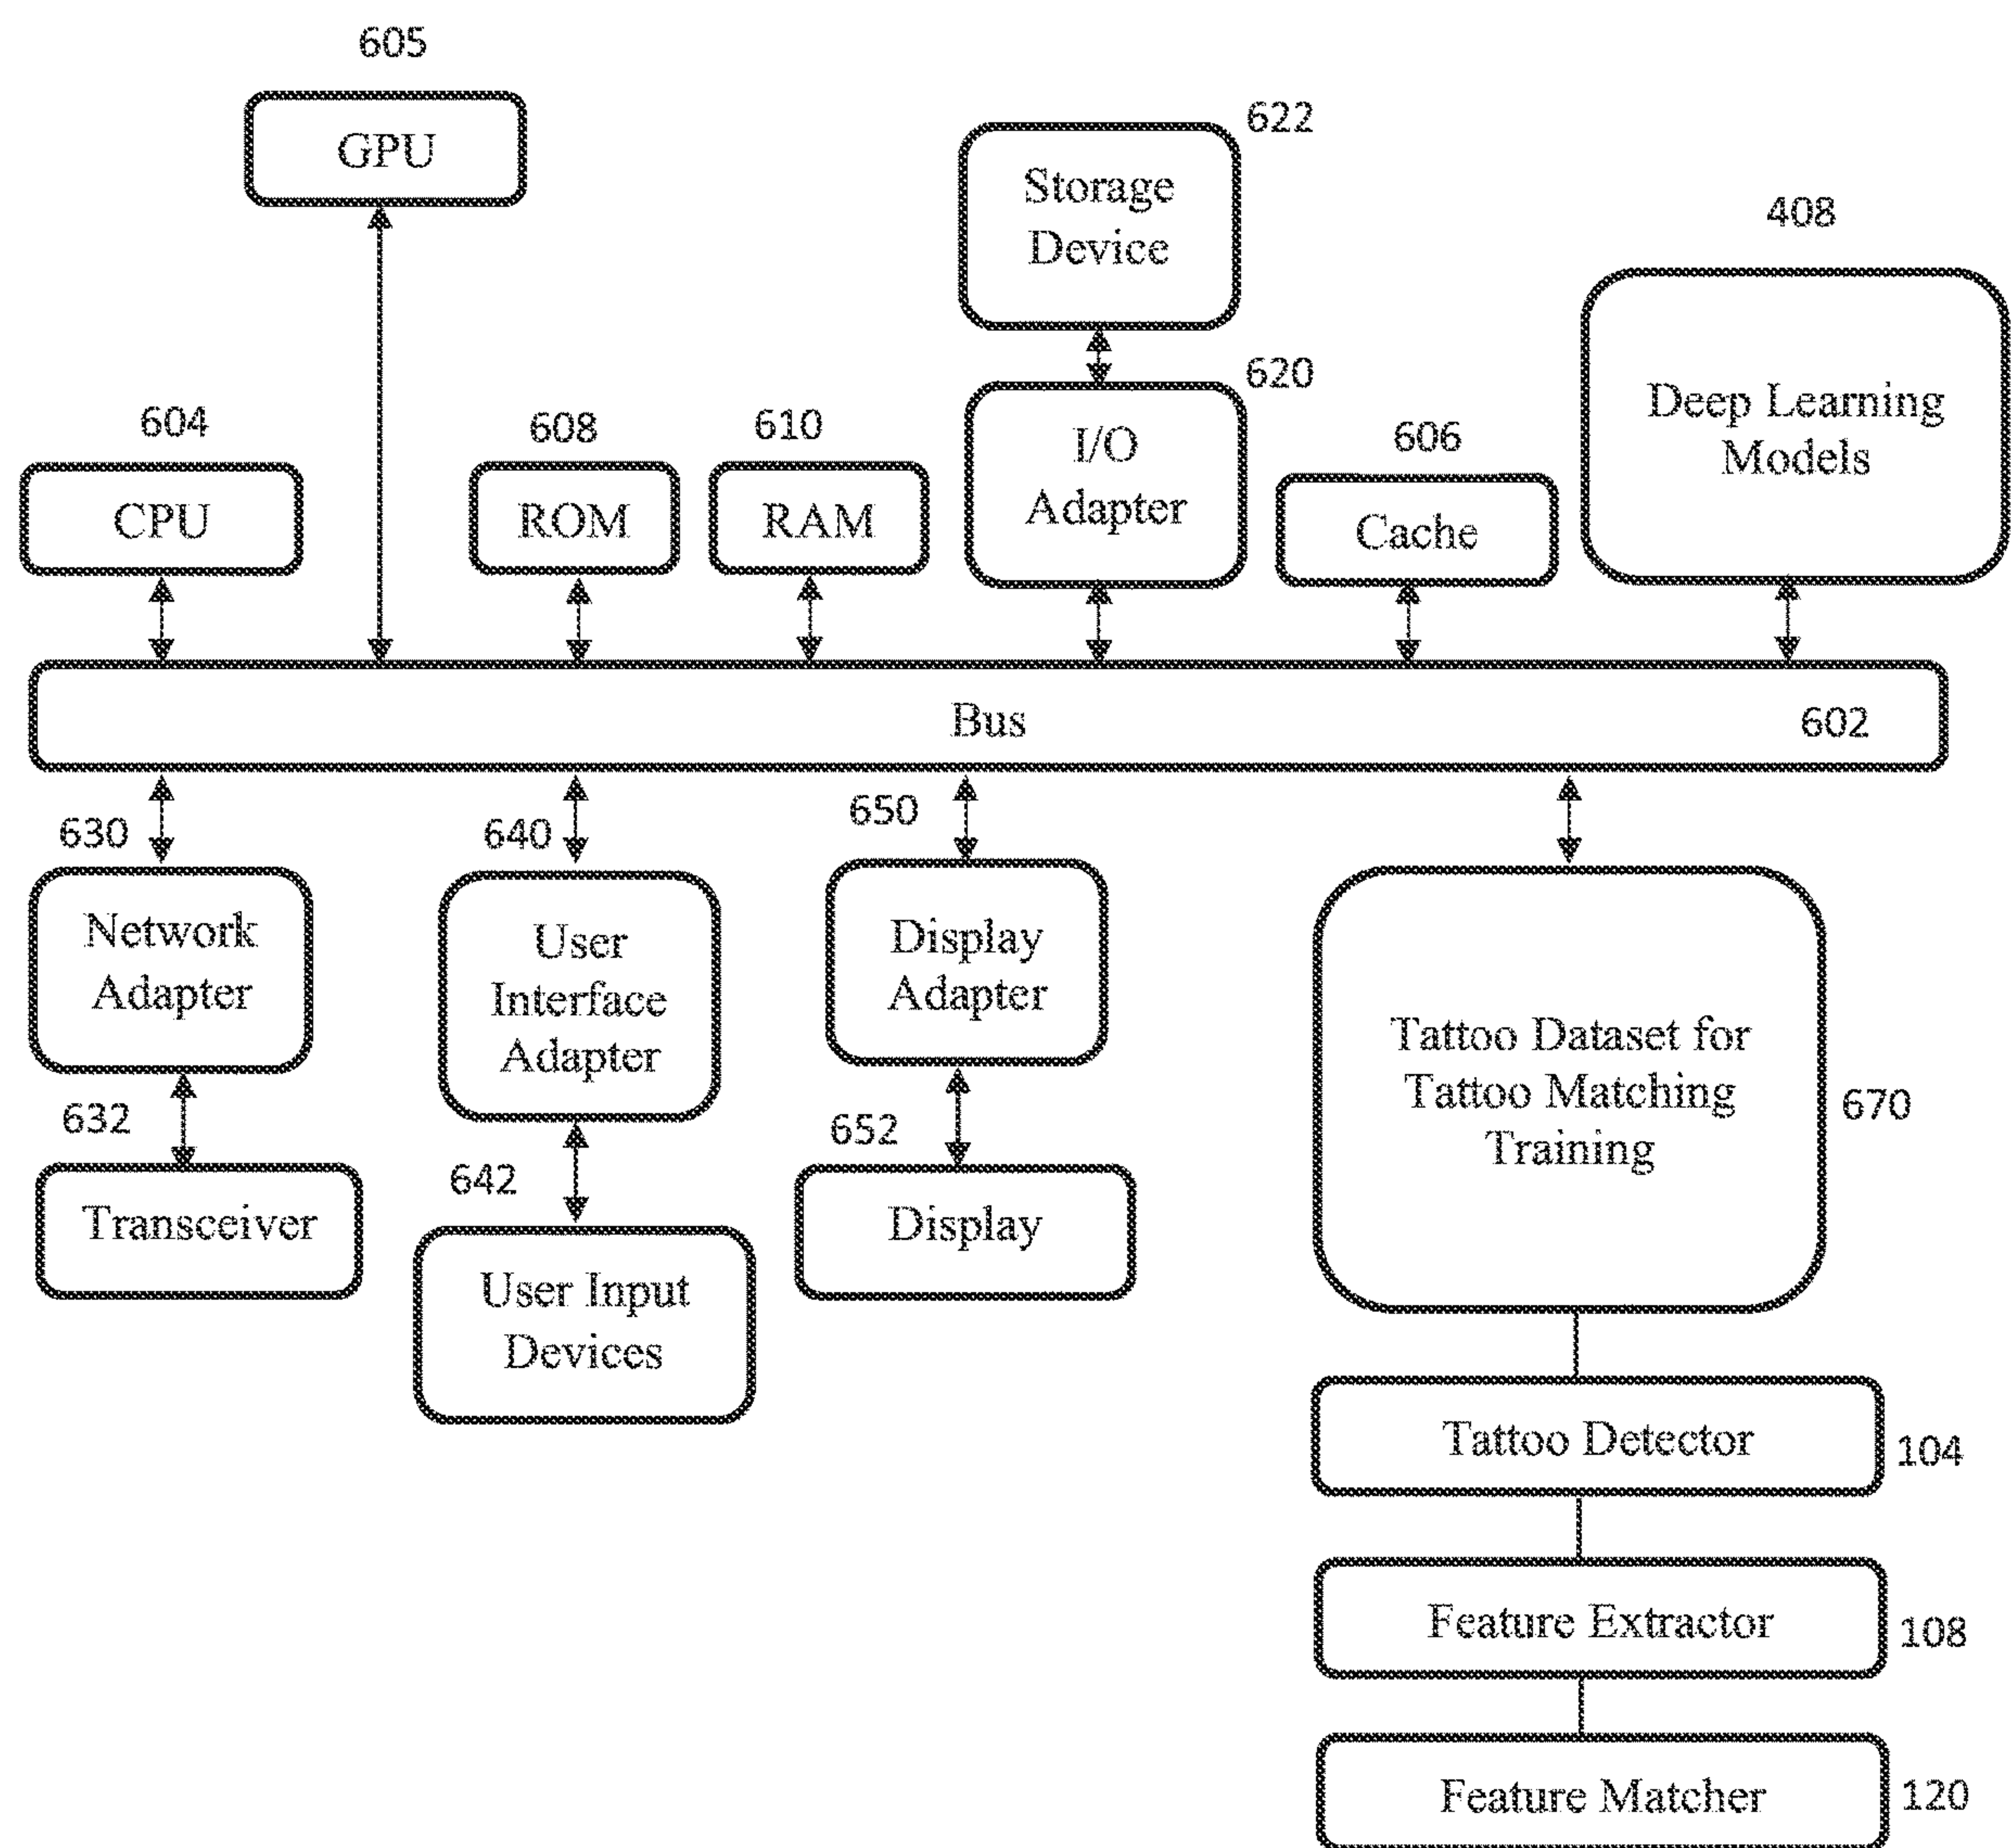 605
GPU
622
Storage
Device
408
Deep Learning
Models
620
I/O
Adapter
604
CPU
608
ROM
610
RAM
606
Cache
Bus
602
630
Network
Adapter
640
User
Interface
Adapter
650
Display
Adapter
Tattoo Dataset for
Tattoo Matching
Training
670
632
Transceiver
642
User Input
Devices
652
Display
Tattoo Detector
104
Feature Extractor
108
Feature Matcher
120